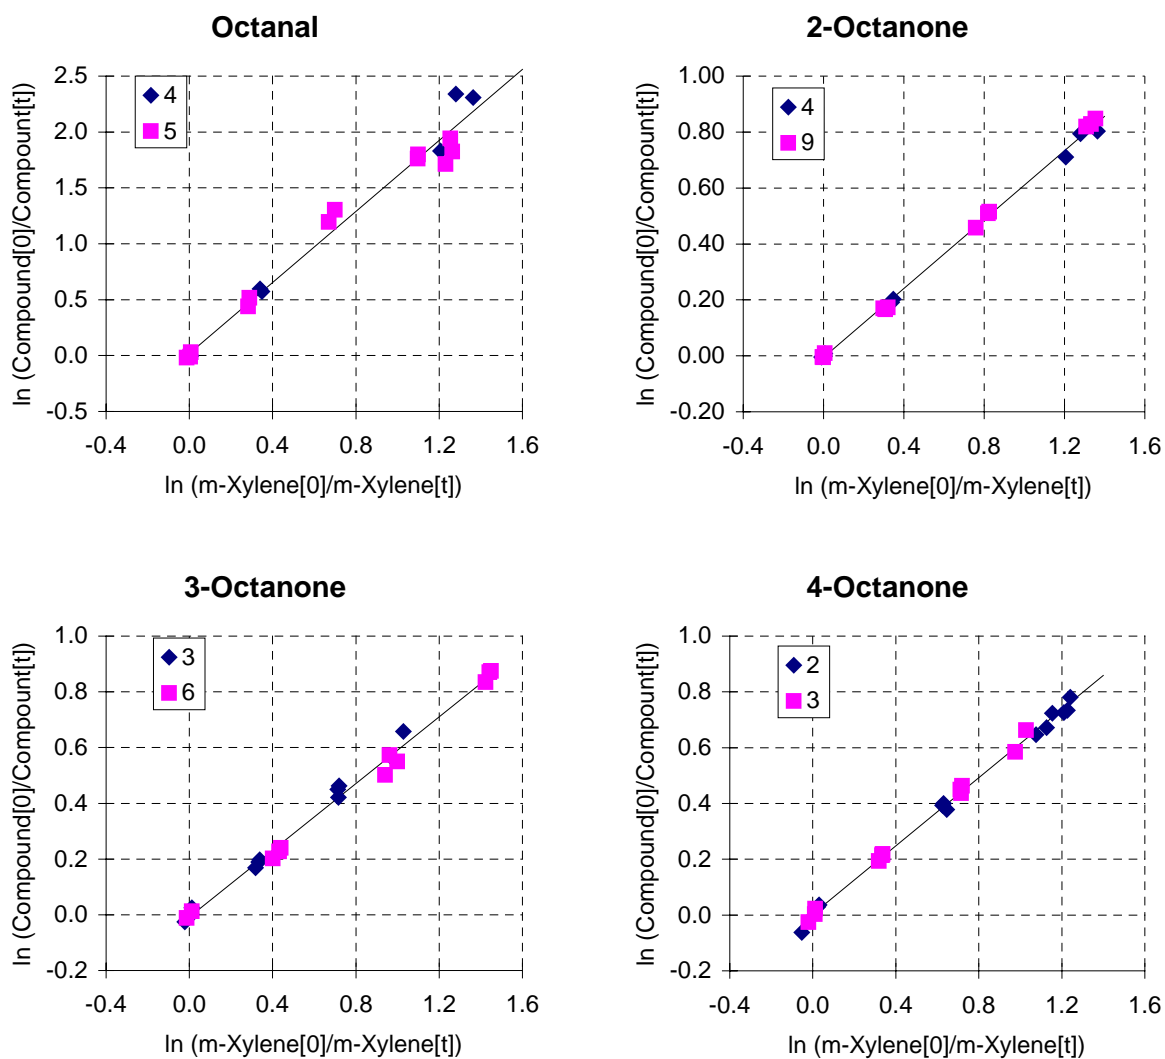 Octanal
ln (Compound[0]/Compount[t])
2.5
2.0
1.5
1.0
0.5
0.0
-0.5
4
5
-0.4 0.0 0.4 0.8 1.2 1.6
ln (m-Xylene[0]/m-Xylene[t])
2-Octanone
ln (Compound[0]/Compount[t])
1.00
0.80
0.60
0.40
0.20
0.00
-0.20
4
9
-0.4 0.0 0.4 0.8 1.2 1.6
ln (m-Xylene[0]/m-Xylene[t])
3-Octanone
ln (Compound[0]/Compount[t])
1.0
0.8
0.6
0.4
0.2
0.0
-0.2
3
6
-0.4 0.0 0.4 0.8 1.2 1.6
ln (m-Xylene[0]/m-Xylene[t])
4-Octanone
ln (Compound[0]/Compount[t])
1.0
0.8
0.6
0.4
0.2
0.0
-0.2
2
3
-0.4 0.0 0.4 0.8 1.2 1.6
ln (m-Xylene[0]/m-Xylene[t])